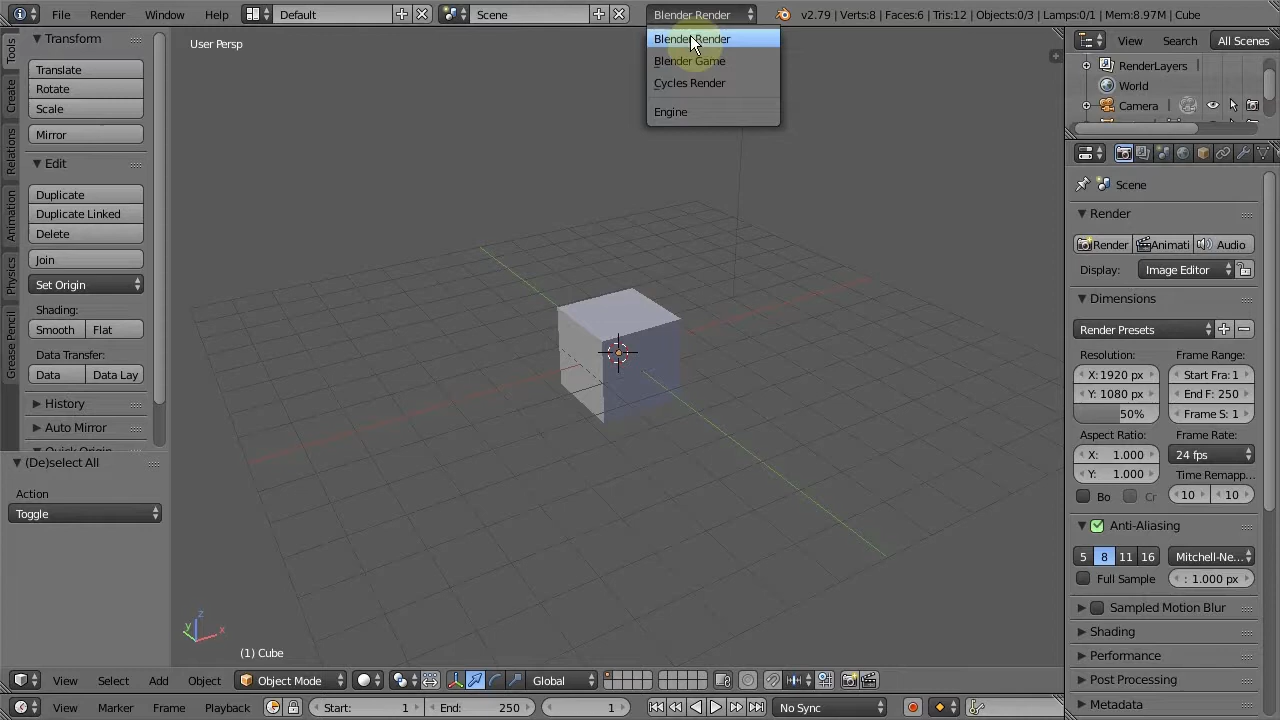 File Render Window Help Default Scene Blender Render v2.79 | Verts:8 | Faces:6 | Tris:12 | Objects:0/3 | Lamps:0/1 | Mem:8.97M | Cube
Blender Render
Blender Game
Cycles Render
Engine
User Persp
Tools
Create
Relations
Animation
Physics
Grease Pencil
Transform
Translate
Rotate
Scale
Mirror
Edit
Duplicate
Duplicate Linked
Delete
Join
Set Origin
Shading:
Smooth Flat
Data Transfer:
Data Data Lay
History
Auto Mirror
(De)select All
Action
Toggle
z
y
x
(1) Cube
View Search All Scenes
RenderLayers
World
Camera
Scene
Render
Render Animati Audio
Display: Image Editor
Dimensions
Render Presets
Resolution: Frame Range:
X: 1920 px Start Fra: 1
Y: 1080 px End F: 250
50% Frame S: 1
Aspect Ratio: Frame Rate:
X: 1.000 24 fps
Y: 1.000 Time Remapp...
Bo Cr 10 10
Anti-Aliasing
5 8 11 16 Mitchell-Ne...
Full Sample : 1.000 px
Sampled Motion Blur
Shading
Performance
Post Processing
Metadata
View Select Add Object Object Mode Global
View Marker Frame Playback Start: 1 End: 250 1 No Sync